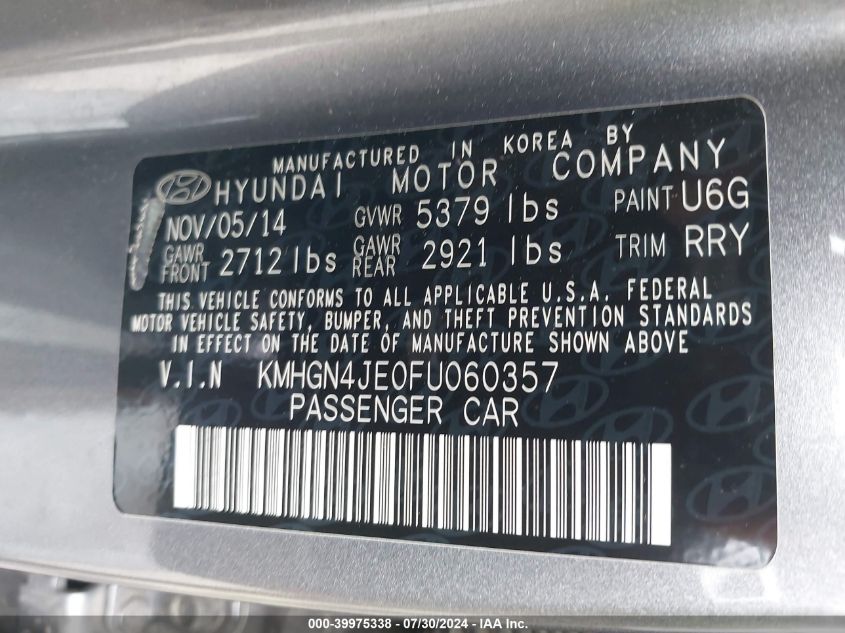 MANUFACTURED IN KOREA BY
HYUNDAI MOTOR COMPANY
NOV/05/14 GVWR 5379 lbs PAINT U6G
GAWR FRONT 2712 lbs GAWR REAR 2921 lbs TRIM RRY
THIS VEHICLE CONFORMS TO ALL APPLICABLE U.S.A. FEDERAL
MOTOR VEHICLE SAFETY, BUMPER, AND THEFT PREVENTION STANDARDS
IN EFFECT ON THE DATE OF MANUFACTURE SHOWN ABOVE
V.I.N KMHGN4JE0FU060357
PASSENGER CAR
000-39975338 - 07/30/2024 - IAA Inc.